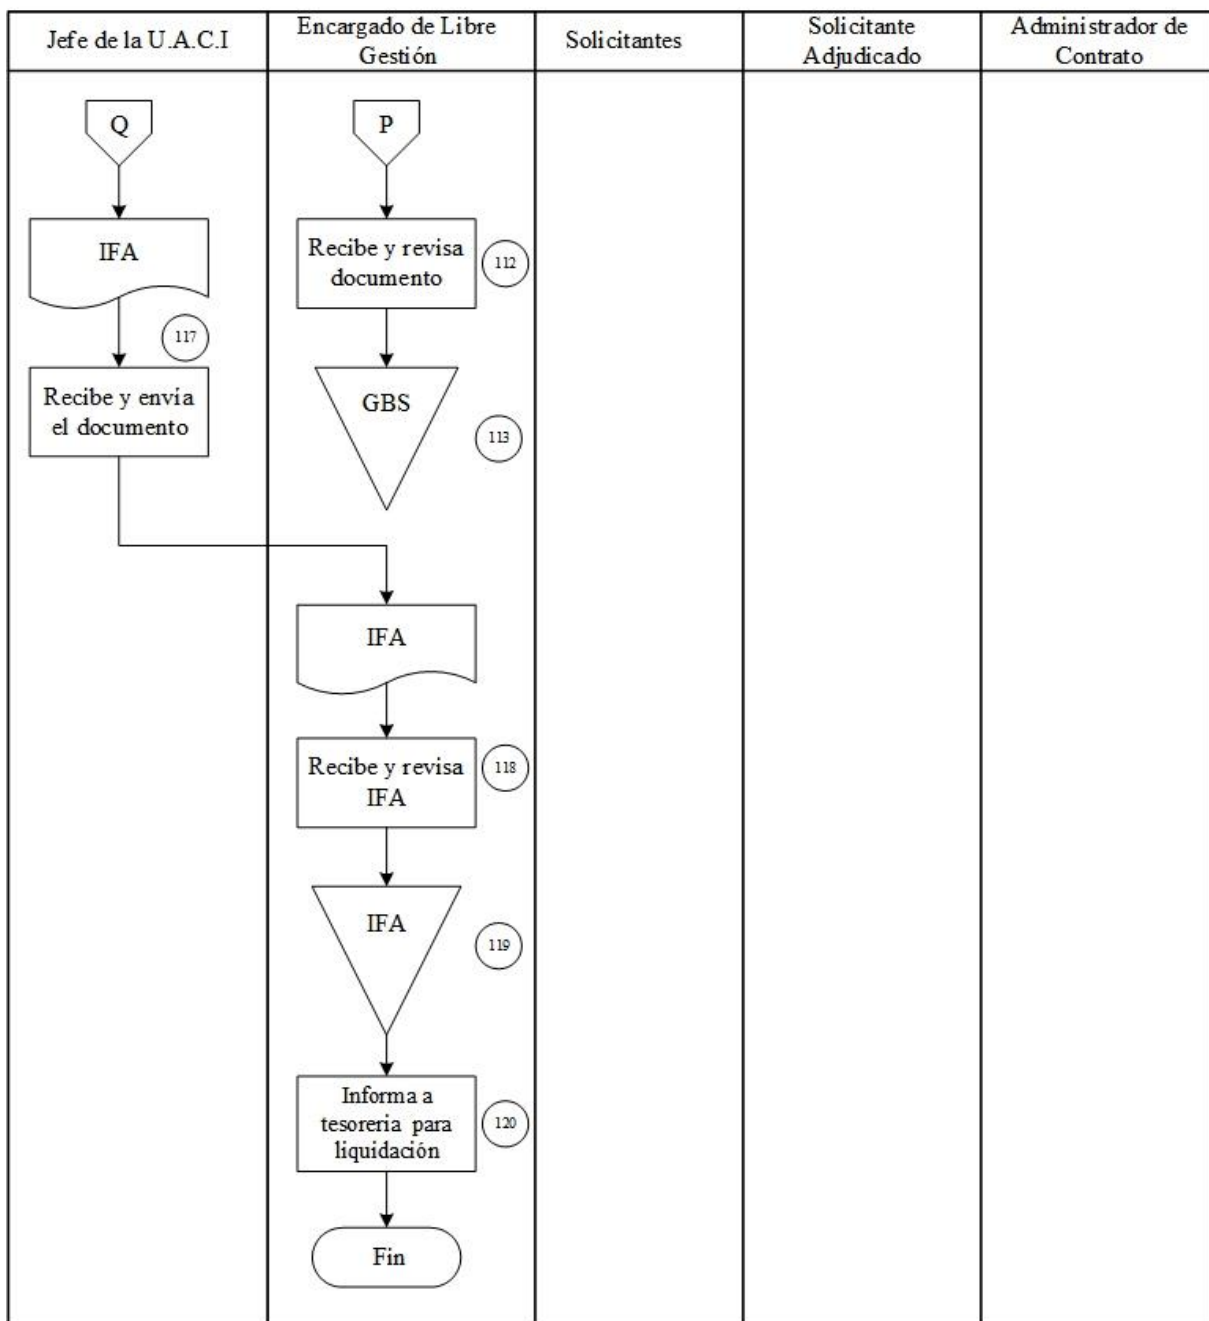 Jefe de la U.A.C.I
Encargado de Libre
Gestión
Solicitantes
Solicitante
Adjudicado
Administrador de
Contrato
Q
P
IFA
Recibe y revisa
documento
112
117
Recibe y envía
el documento
GBS
113
IFA
Recibe y revisa
IFA
118
IFA
119
Informa a
tesoreria para
liquidación
120
Fin